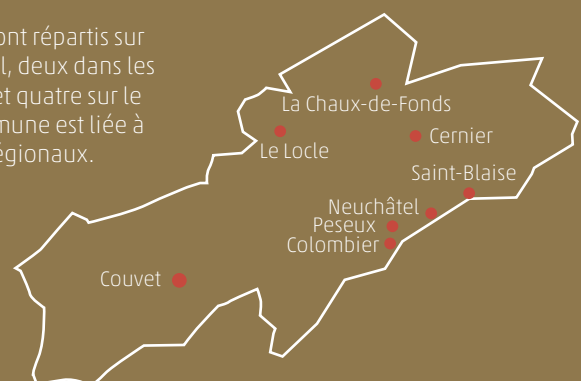 ont répartis sur
l, deux dans les
et quatre sur le
mune est liée à
égionaux.
La Chaux-de-Fonds
Le Locle
Cernier
Saint-Blaise
Neuchâtel
Peseux
Colombier
Couvet